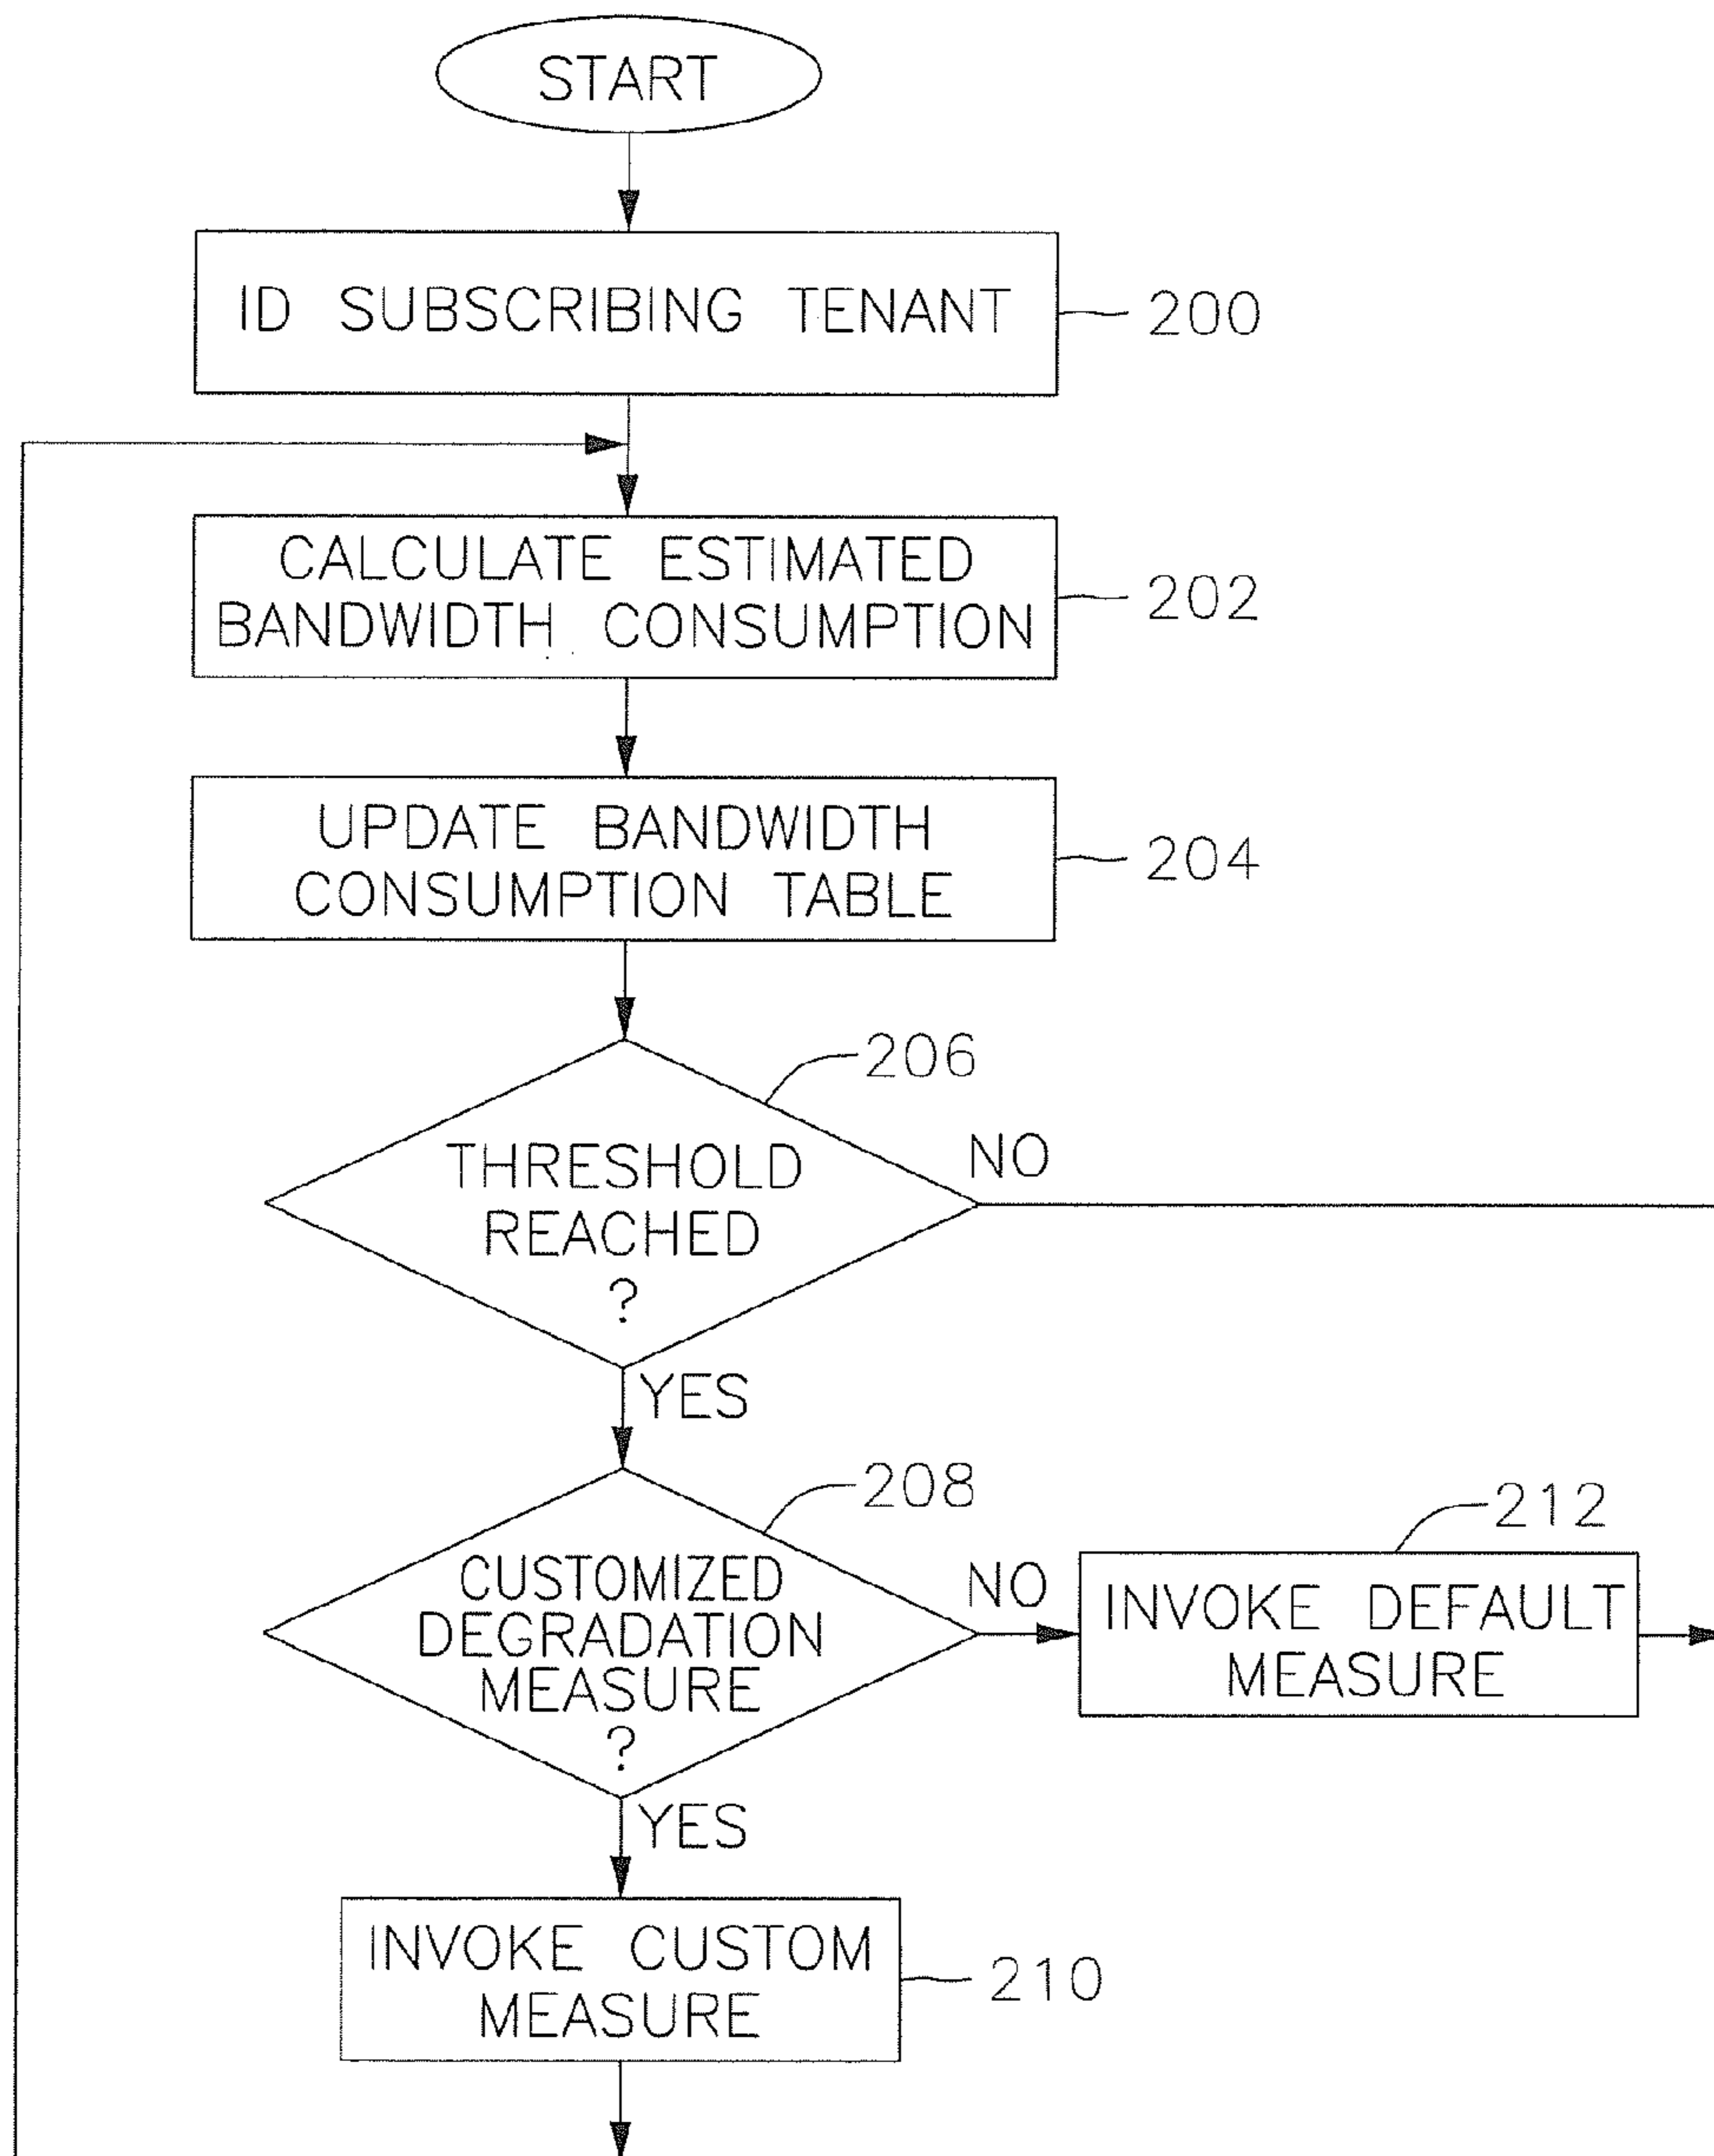 START
ID SUBSCRIBING TENANT
200
CALCULATE ESTIMATED
BANDWIDTH CONSUMPTION
202
UPDATE BANDWIDTH
CONSUMPTION TABLE
204
206
THRESHOLD
REACHED
?
NO
YES
208
CUSTOMIZED
DEGRADATION
MEASURE
?
NO
212
INVOKE DEFAULT
MEASURE
YES
INVOKE CUSTOM
MEASURE
210